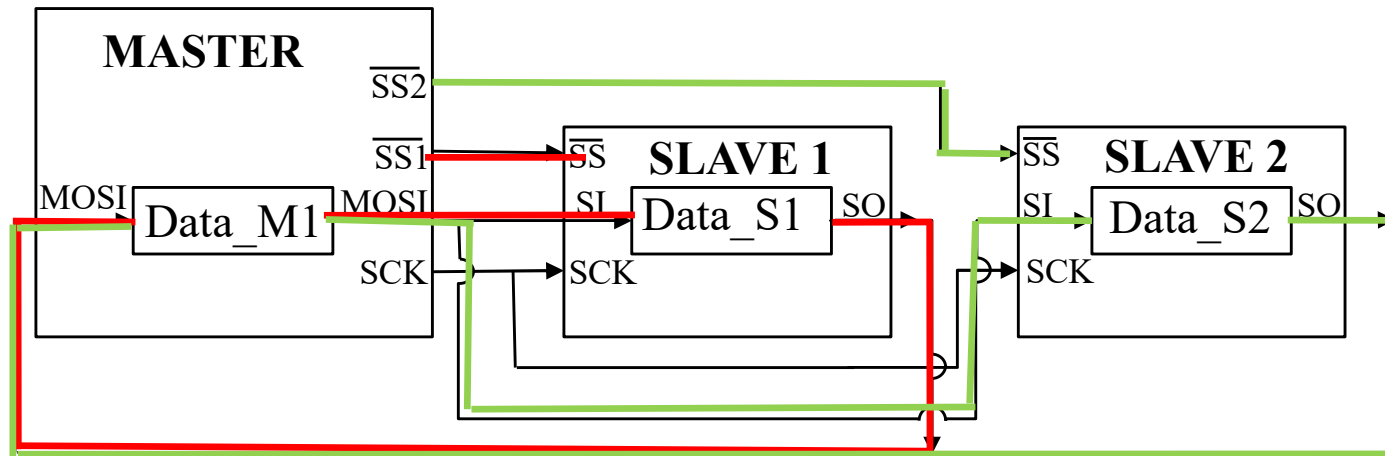 MASTER
SS2
SS1
MOSI
Data_M1
MOSI
SCK
SS
SLAVE 1
SI
Data_S1
SO
SCK
SS
SLAVE 2
SI
Data_S2
SO
SCK